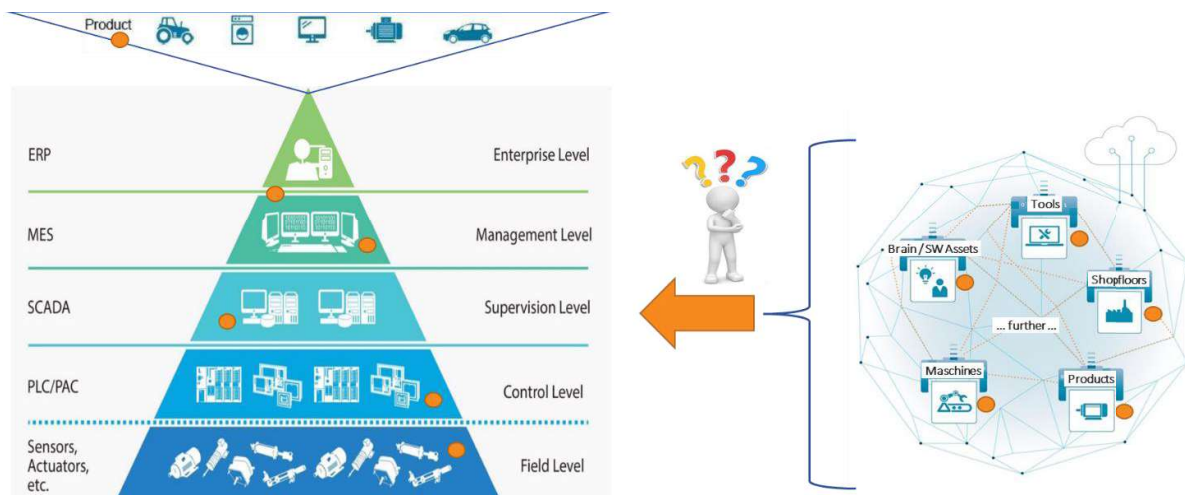 Product
ERP
Enterprise Level
MES
Management Level
SCADA
Supervision Level
PLC/PAC
Control Level
Sensors,
Actuators,
etc.
Field Level
???
Tools
Brain / SW Assets
Shopfloors
... further ...
Maschines
Products